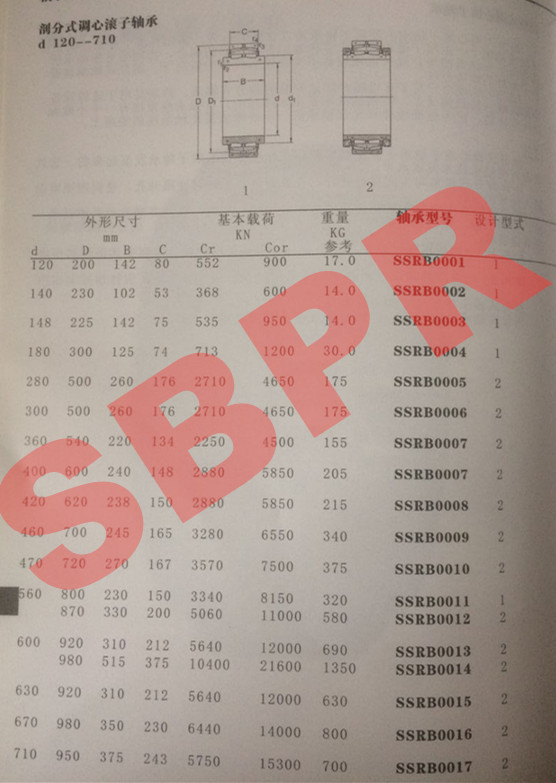 剖分式调心滚子轴承
d 120--710
C
B
D D₁ d d₁
1 2
外形尺寸 基本载荷 重量 轴承型号 设计型式
mm KN KG
d D B C Cr Cor 参考
120 200 142 80 552 900 17.0 SSRB0001 1
140 230 102 53 368 600 14.0 SSRB0002 1
148 225 142 75 535 950 14.0 SSRB0003 1
180 300 125 74 713 1200 30.0 SSRB0004 1
280 500 260 176 2710 4650 175 SSRB0005 2
300 500 260 176 2710 4650 175 SSRB0006 2
360 540 220 134 2250 4500 155 SSRB0007 2
400 600 240 148 2880 5850 205 SSRB0007 2
420 620 238 150 2880 5850 215 SSRB0008 2
460 700 245 165 3280 6550 340 SSRB0009 2
470 720 270 167 3570 7500 375 SSRB0010 2
560 800 230 150 3340 8150 320 SSRB0011 1
870 330 200 5060 11000 580 SSRB0012 2
600 920 310 212 5640 12000 690 SSRB0013 2
980 515 375 10400 21600 1350 SSRB0014 2
630 920 310 212 5640 12000 630 SSRB0015 2
670 980 350 230 6440 14000 800 SSRB0016 2
710 950 375 243 5750 15300 700 SSRB0017 2
SBPR